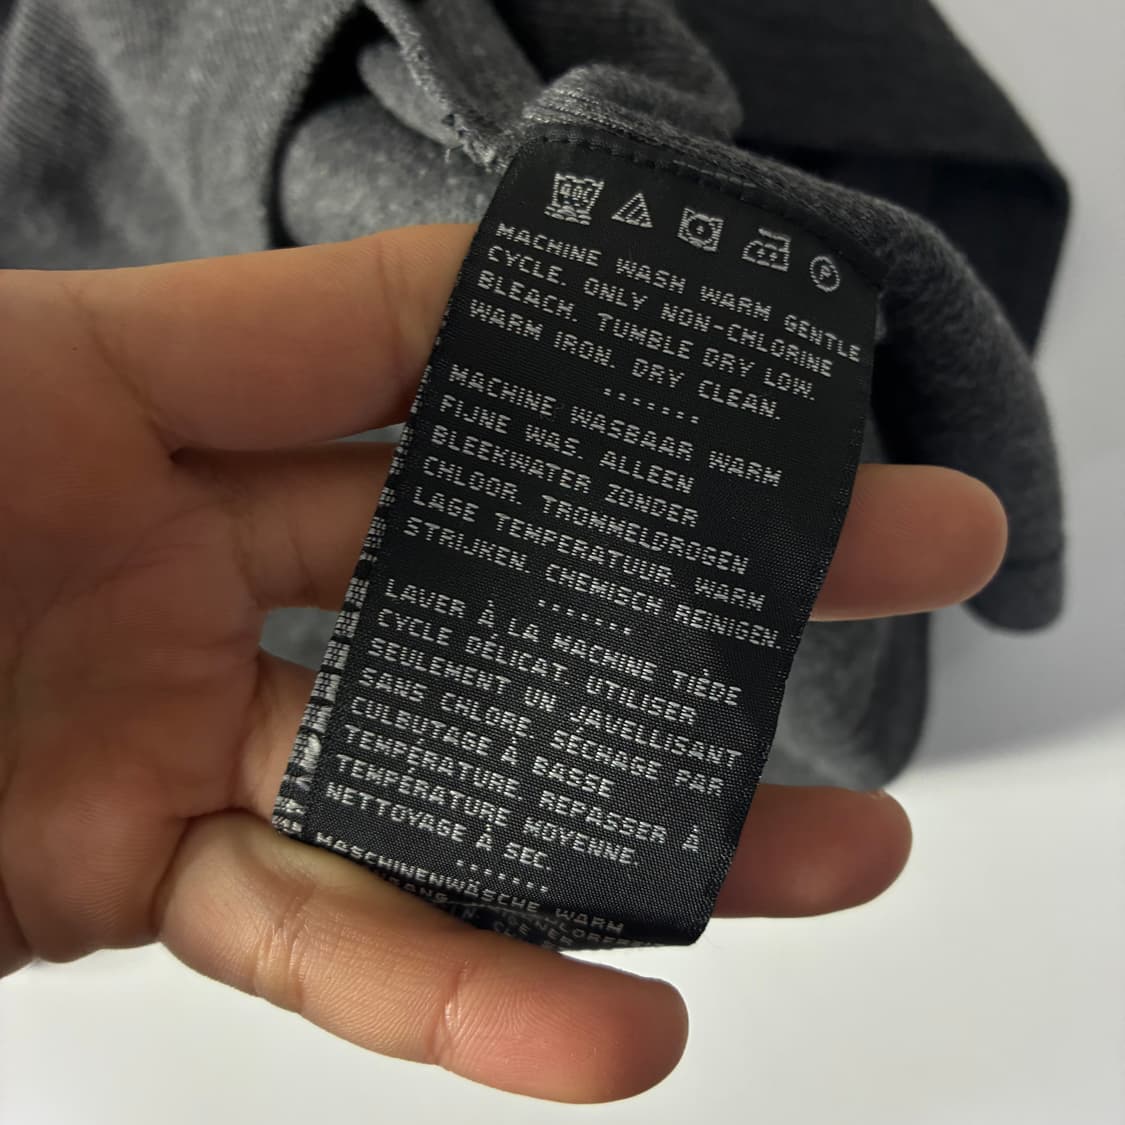 40C
P
MACHINE WASH WARM GENTLE
CYCLE. ONLY NON-CHLORINE
BLEACH. TUMBLE DRY LOW.
WARM IRON. DRY CLEAN.
.......
MACHINE WASBAAR WARM
FIJNE WAS. ALLEEN
BLEEKWATER ZONDER
CHLOOR. TROMMELDROGEN
LAGE TEMPERATUUR. WARM
STRIJKEN. CHEMISCH REINIGEN.
.......
LAVER À LA MACHINE TIÈDE
CYCLE DÉLICAT. UTILISER
SEULEMENT UN JAVELLISANT
SANS CHLORE. SÉCHAGE PAR
CULBUTAGE À BASSE
TEMPÉRATURE. REPASSER À
TEMPÉRATURE MOYENNE.
NETTOYAGE À SEC.
......
MASCHINENWÄSCHE WARM